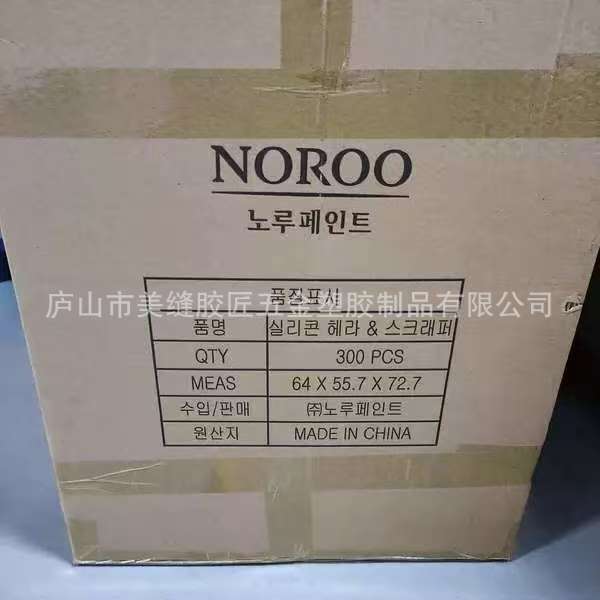 NOROO
노루페인트
품질표시
庐山市美缝胶匠五金塑胶制品有限公司
품명 실리콘 헤라 & 스크래퍼
QTY 300 PCS
MEAS 64 X 55.7 X 72.7
수입/판매 ㈜노루페인트
원산지 MADE IN CHINA